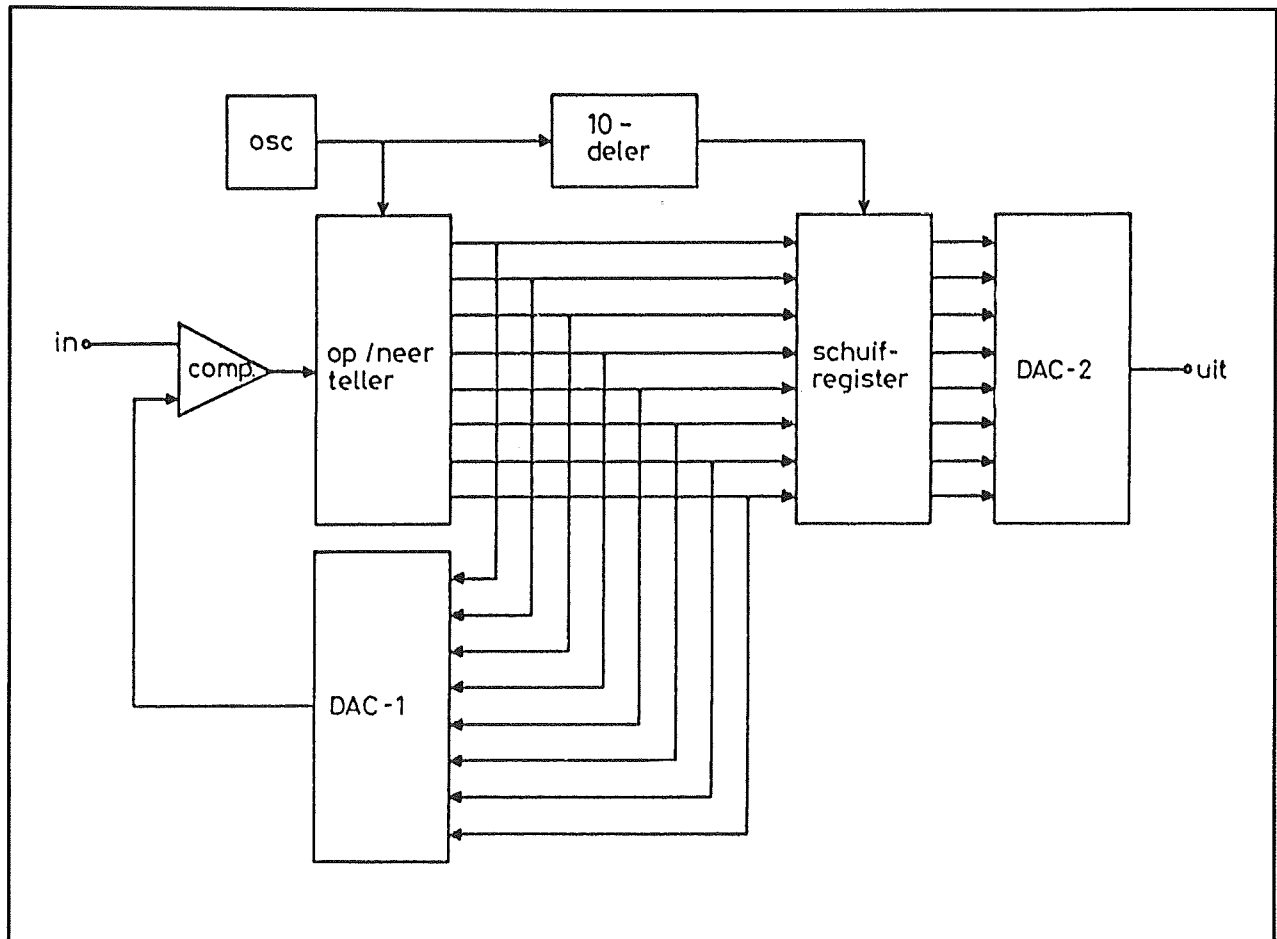 osc
10-
deler
in
comp.
op/neer
teller
schuif-
register
DAC-2
uit
DAC-1